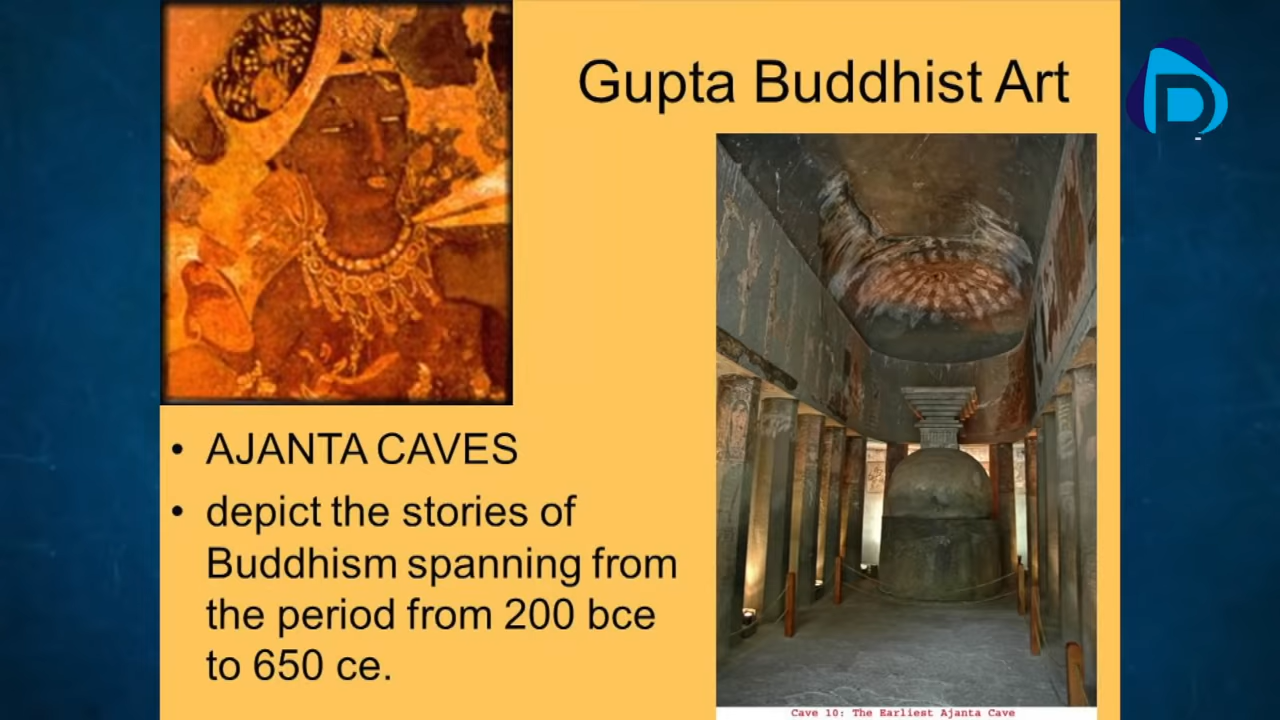 Gupta Buddhist Art
• AJANTA CAVES
• depict the stories of
Buddhism spanning from
the period from 200 bce
to 650 ce.
Cave 10: The Earliest Ajanta Cave